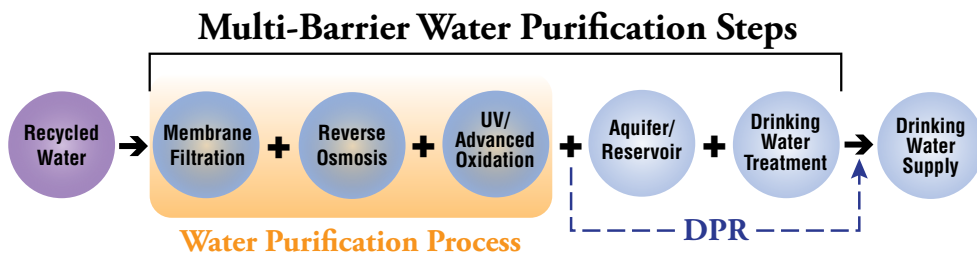 Multi-Barrier Water Purification Steps
Recycled
Water
Membrane
Filtration
+
Reverse
Osmosis
+
UV/
Advanced
Oxidation
+
Aquifer/
Reservoir
+
Drinking
Water
Treatment
Drinking
Water
Supply
Water Purification Process
DPR